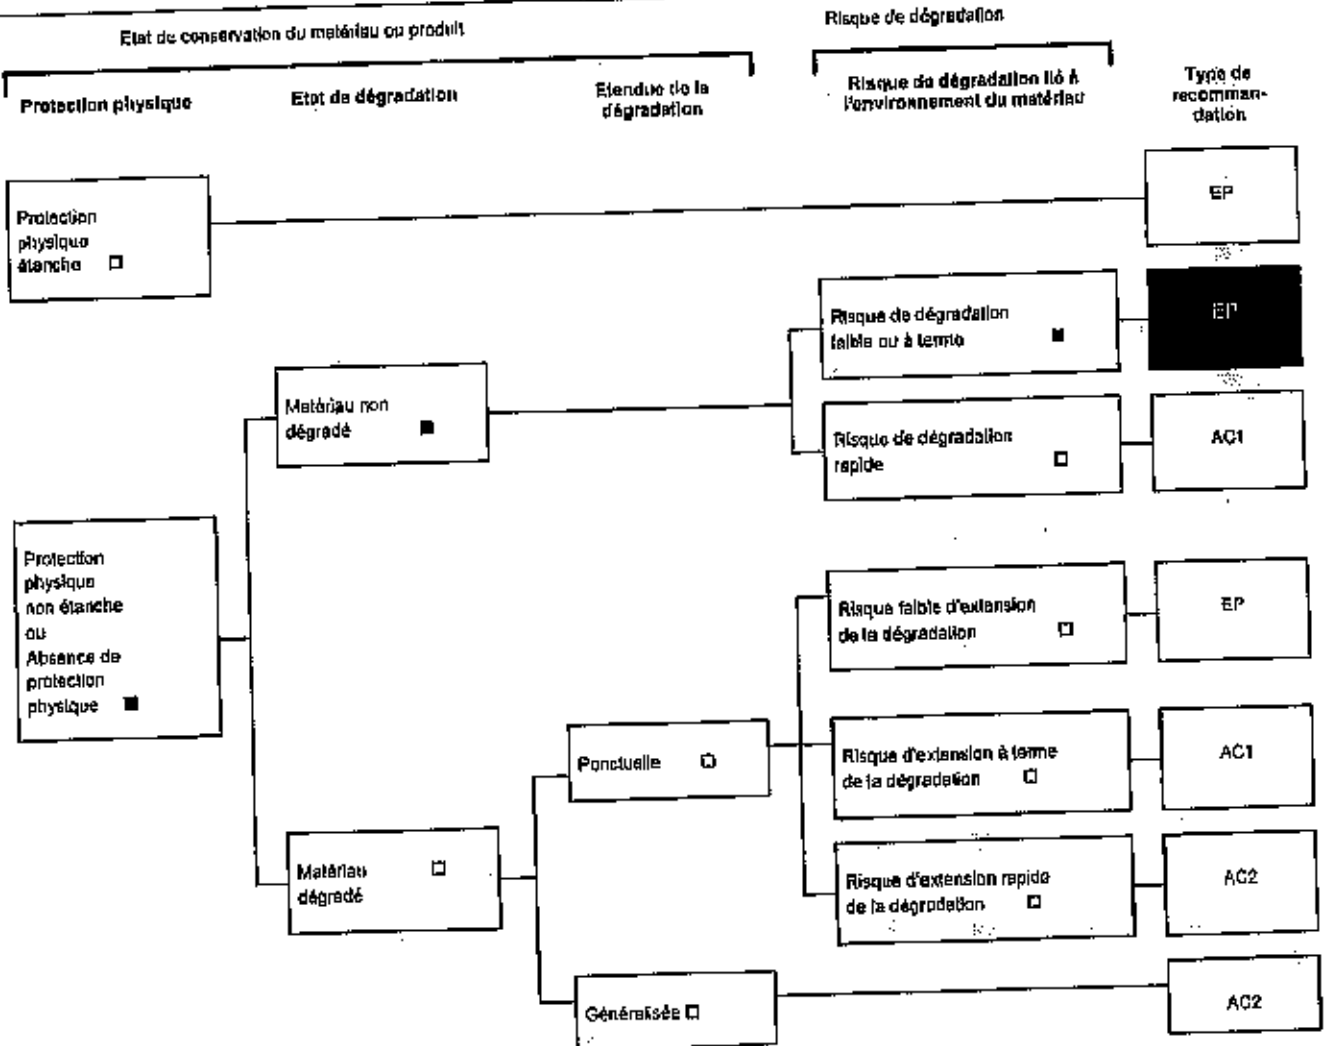 Etat de conservation du matériau ou produit
Risque de dégradation
Protection physique
Etat de dégradation
Etendue de la
dégradation
Risque de dégradation lié à
l'environnement du matériau
Type de
recomman-
dation
Protection
physique
étanche
EP
Risque de dégradation
faible ou à terme
EP
Matériau non
dégradé
Risque de dégradation
rapide
AC1
Protection
physique
non étanche
ou
Absence de
protection
physique
Risque faible d'extension
de la dégradation
EP
Ponctuelle
Risque d'extension à terme
de la dégradation
AC1
Matériau
dégradé
Risque d'extension rapide
de la dégradation
AC2
Généralisée
AC2